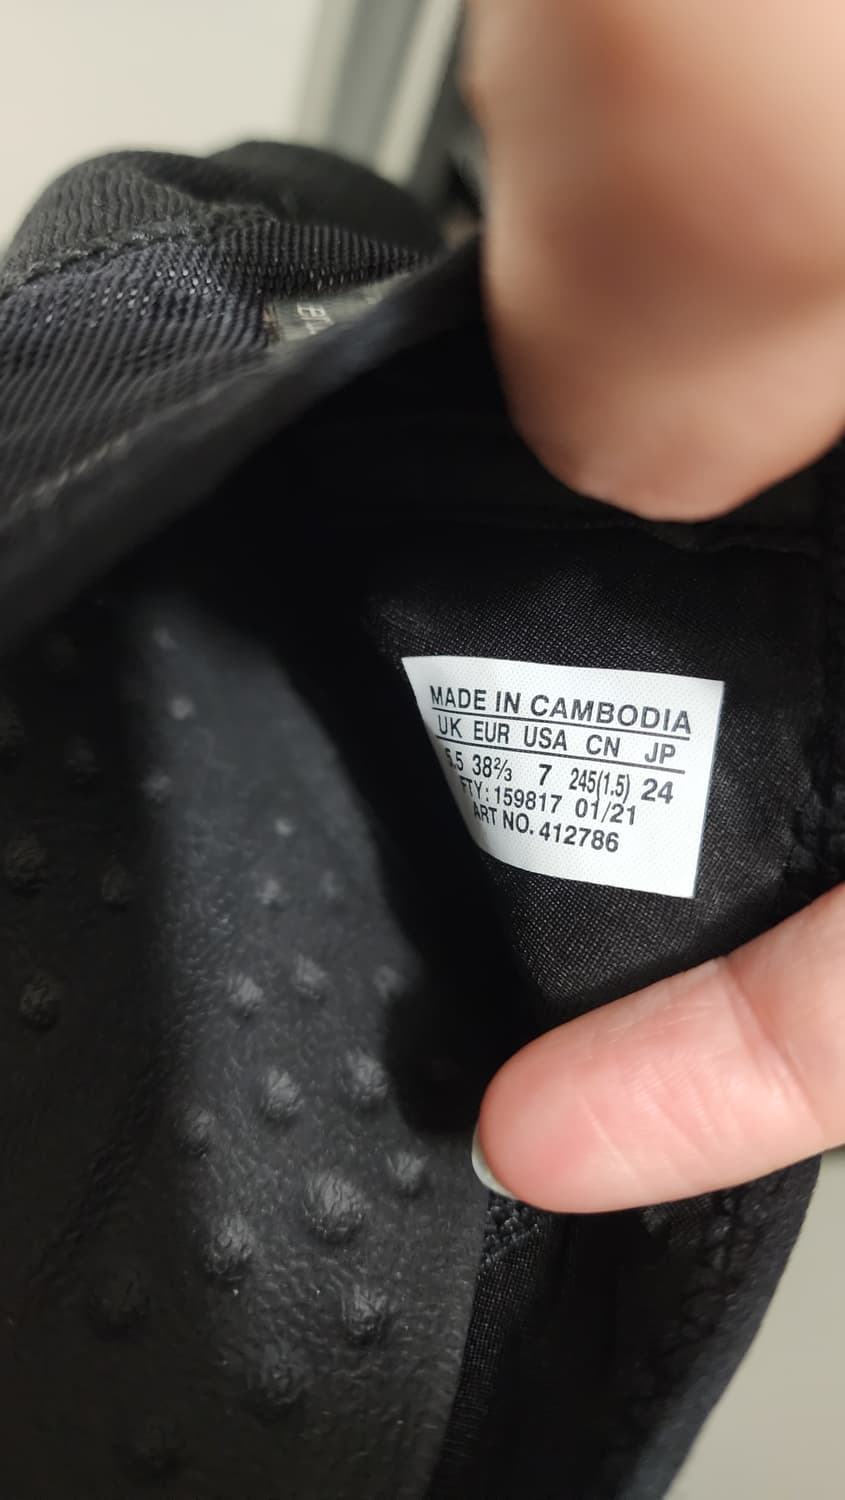 MADE IN CAMBODIA
UK EUR USA CN JP
5.5 38⅔ 7 245(1.5) 24
FTY: 159817 01/21
ART NO. 412786